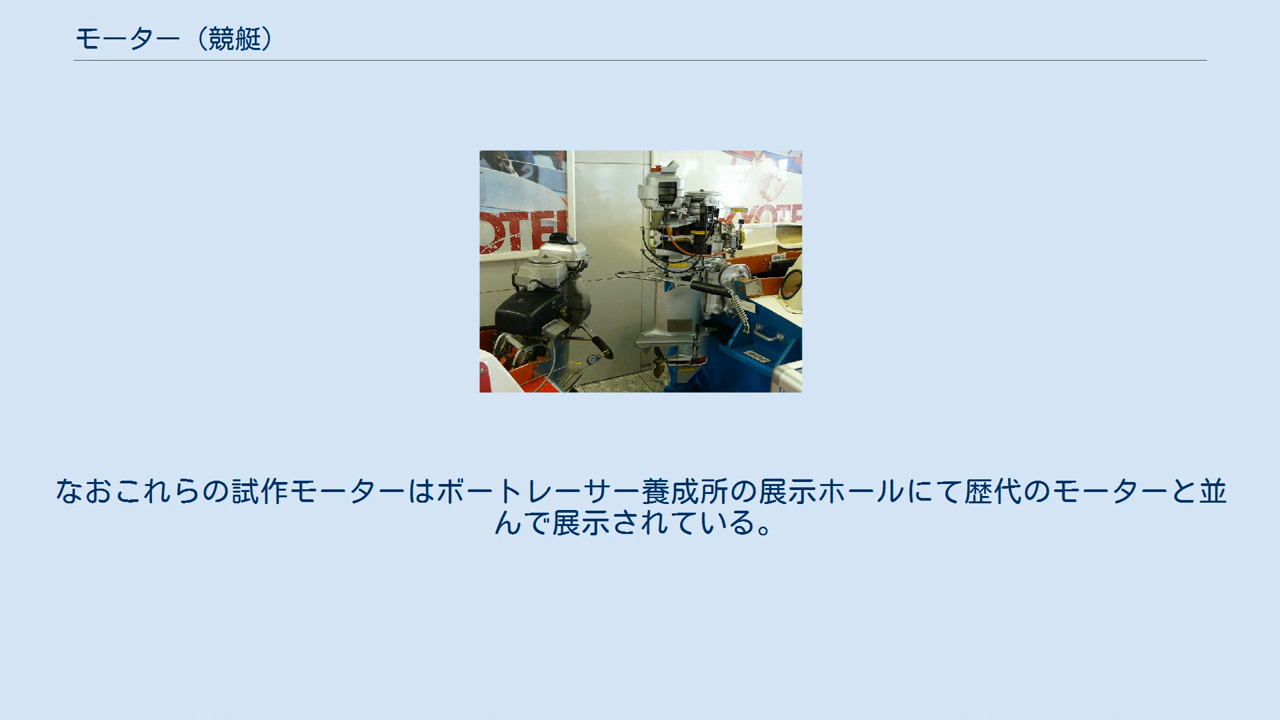 モーター（競艇）
KYOTE
なおこれらの試作モーターはボートレーサー養成所の展示ホールにて歴代のモーターと並
んで展示されている。